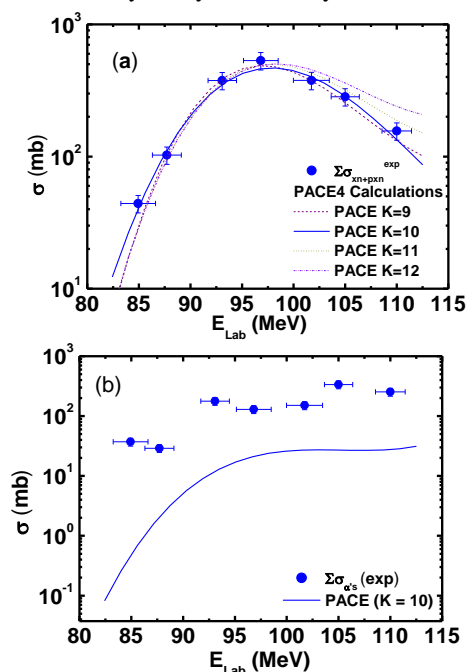 10³
(a)
σ (mb)
10²
Σσxn+pxn exp
PACE4 Calculations
PACE K=9
PACE K=10
PACE K=11
PACE K=12
10¹
80 85 90 95 100 105 110 115
E Lab (MeV)
10³
(b)
10²
σ (mb)
10¹
10⁰
Σσα's (exp)
PACE (K = 10)
10⁻¹
80 85 90 95 100 105 110 115
E Lab (MeV)